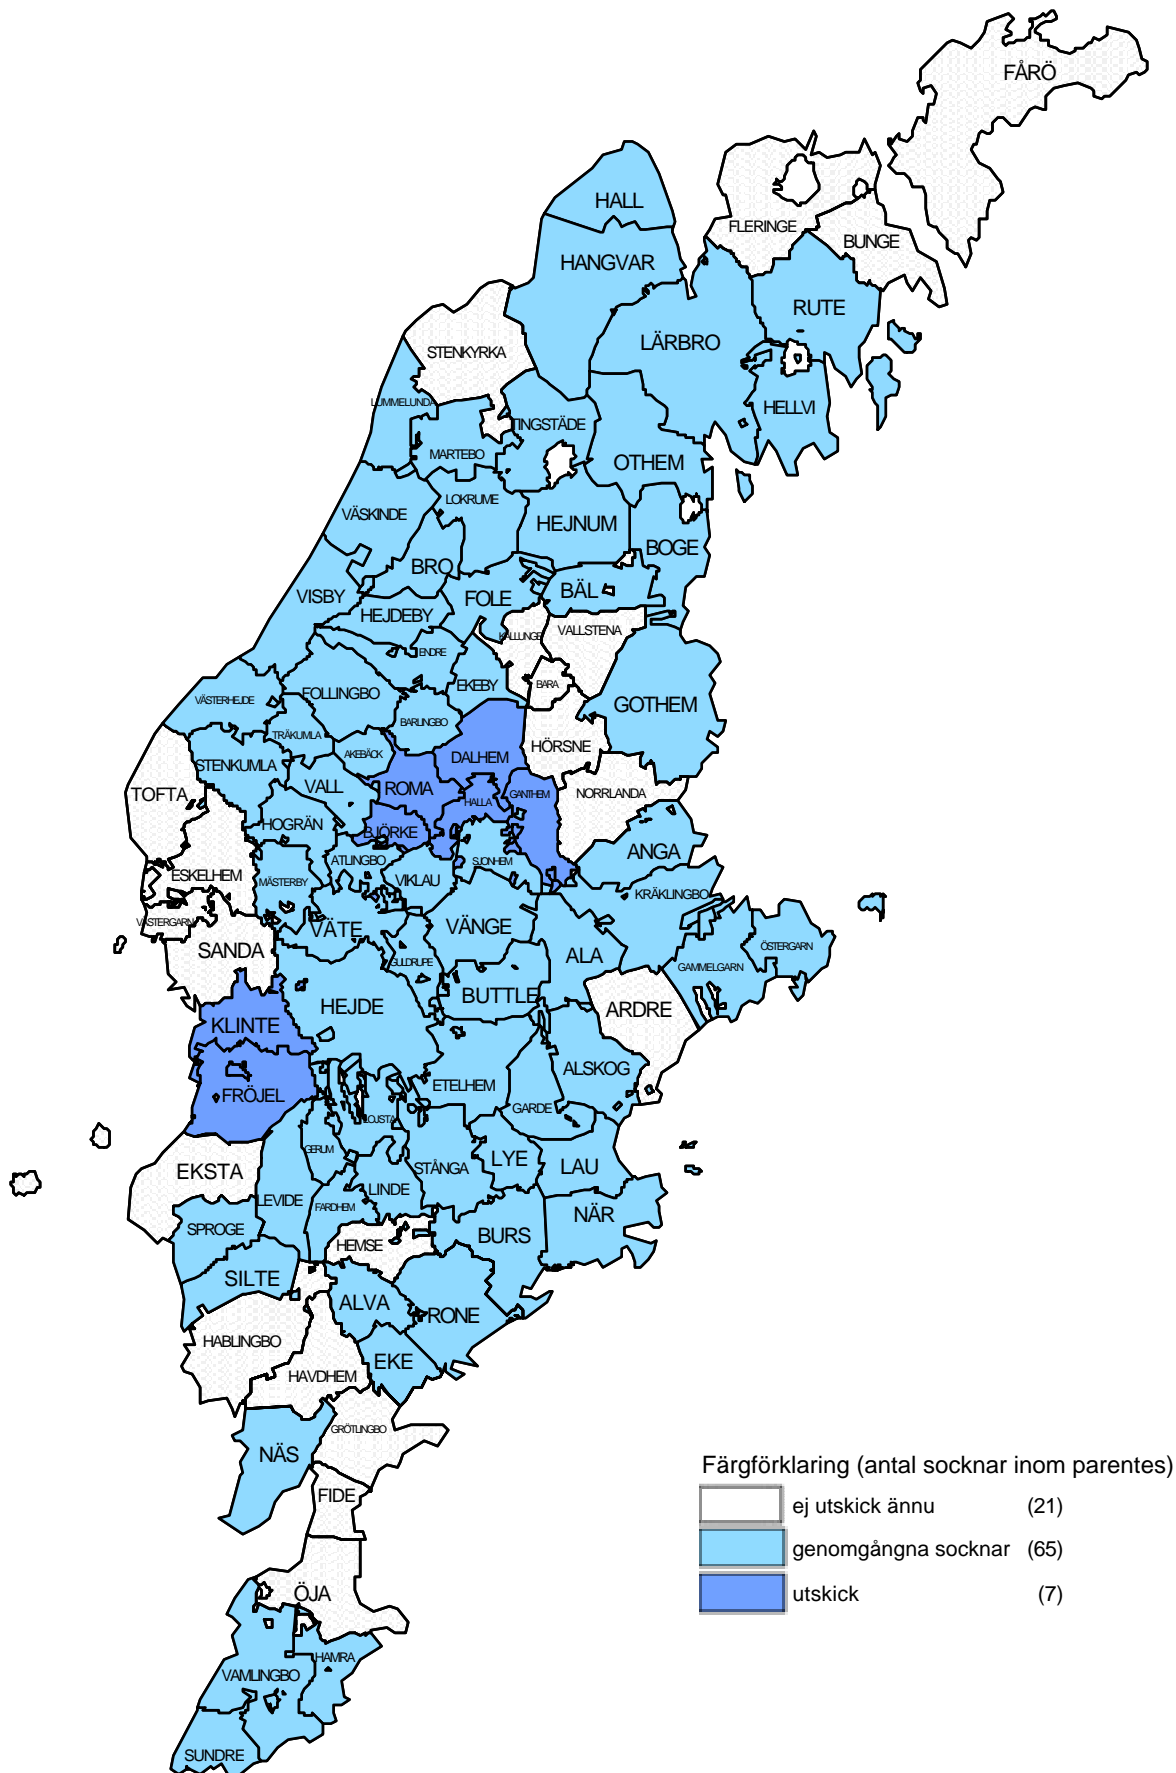 FÅRÖ
HALL
FLERINGE
BUNGE
HANGVAR
RUTE
LÄRBRO
STENKYRKA
LUMMELUNDA
HELLVI
TINGSTÄDE
MARTEBO
OTHEM
LOKRUME
VÄSKINDE
HEJNUM
BOGE
BRO
VISBY
FOLE
BÄL
HEJDEBY
KÄLLUNGE
VALLSTENA
ENDRE
EKEBY
BARA
FOLLINGBO
VÄSTERHEJDE
GOTHEM
BARLINGBO
TRÄKUMLA
HÖRSNE
AKEBÄCK
DALHEM
STENKUMLA
VALL
ROMA
TOFTA
HALLA
GANTHEM
NORRLANDA
HOGRÄN
BJÖRKE
ANGA
ATLINGBO
SJONHEM
ESKELHEM
MÄSTERBY
VIKLAU
KRÄKLINGBO
VÄSTERGARN
VÄTE
VÄNGE
SANDA
ALA
ÖSTERGARN
GULDRUPE
GAMMELGARN
HEJDE
BUTTLE
ARDRE
KLINTE
ALSKOG
ETELHEM
FRÖJEL
GARDE
LOJSTA
GERUM
LYE
LAU
EKSTA
STÅNGA
LINDE
LEVIDE
FARDHEM
NÄR
SPROGE
BURS
HEMSE
SILTE
ALVA
RONE
HABLINGBO
EKE
HAVDHEM
GRÖTLINGBO
NÄS
FIDE
Färgförklaring (antal socknar inom parentes)
ej utskick ännu (21)
genomgångna socknar (65)
utskick (7)
ÖJA
HAMRA
VAMLINGBO
SUNDRE